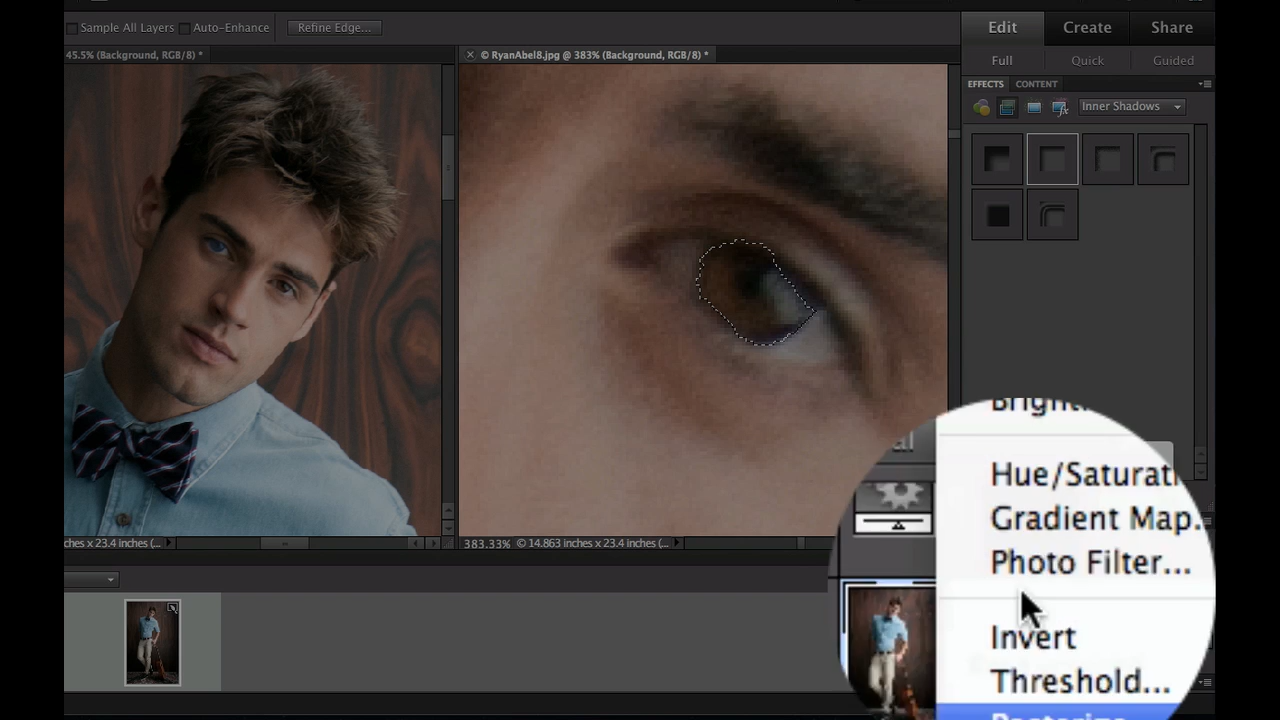 Sample All Layers Auto-Enhance Refine Edge...
Edit Create Share
45.5% (Background, RGB/8) * × © RyanAbel8.jpg @ 383% (Background, RGB/8) *
Full Quick Guided
EFFECTS CONTENT
Inner Shadows
Hue/Saturati
Gradient Map..
Photo Filter...
Invert
Threshold...
ches x 23.4 inches (... 383.33% © 14.863 inches x 23.4 inches (...